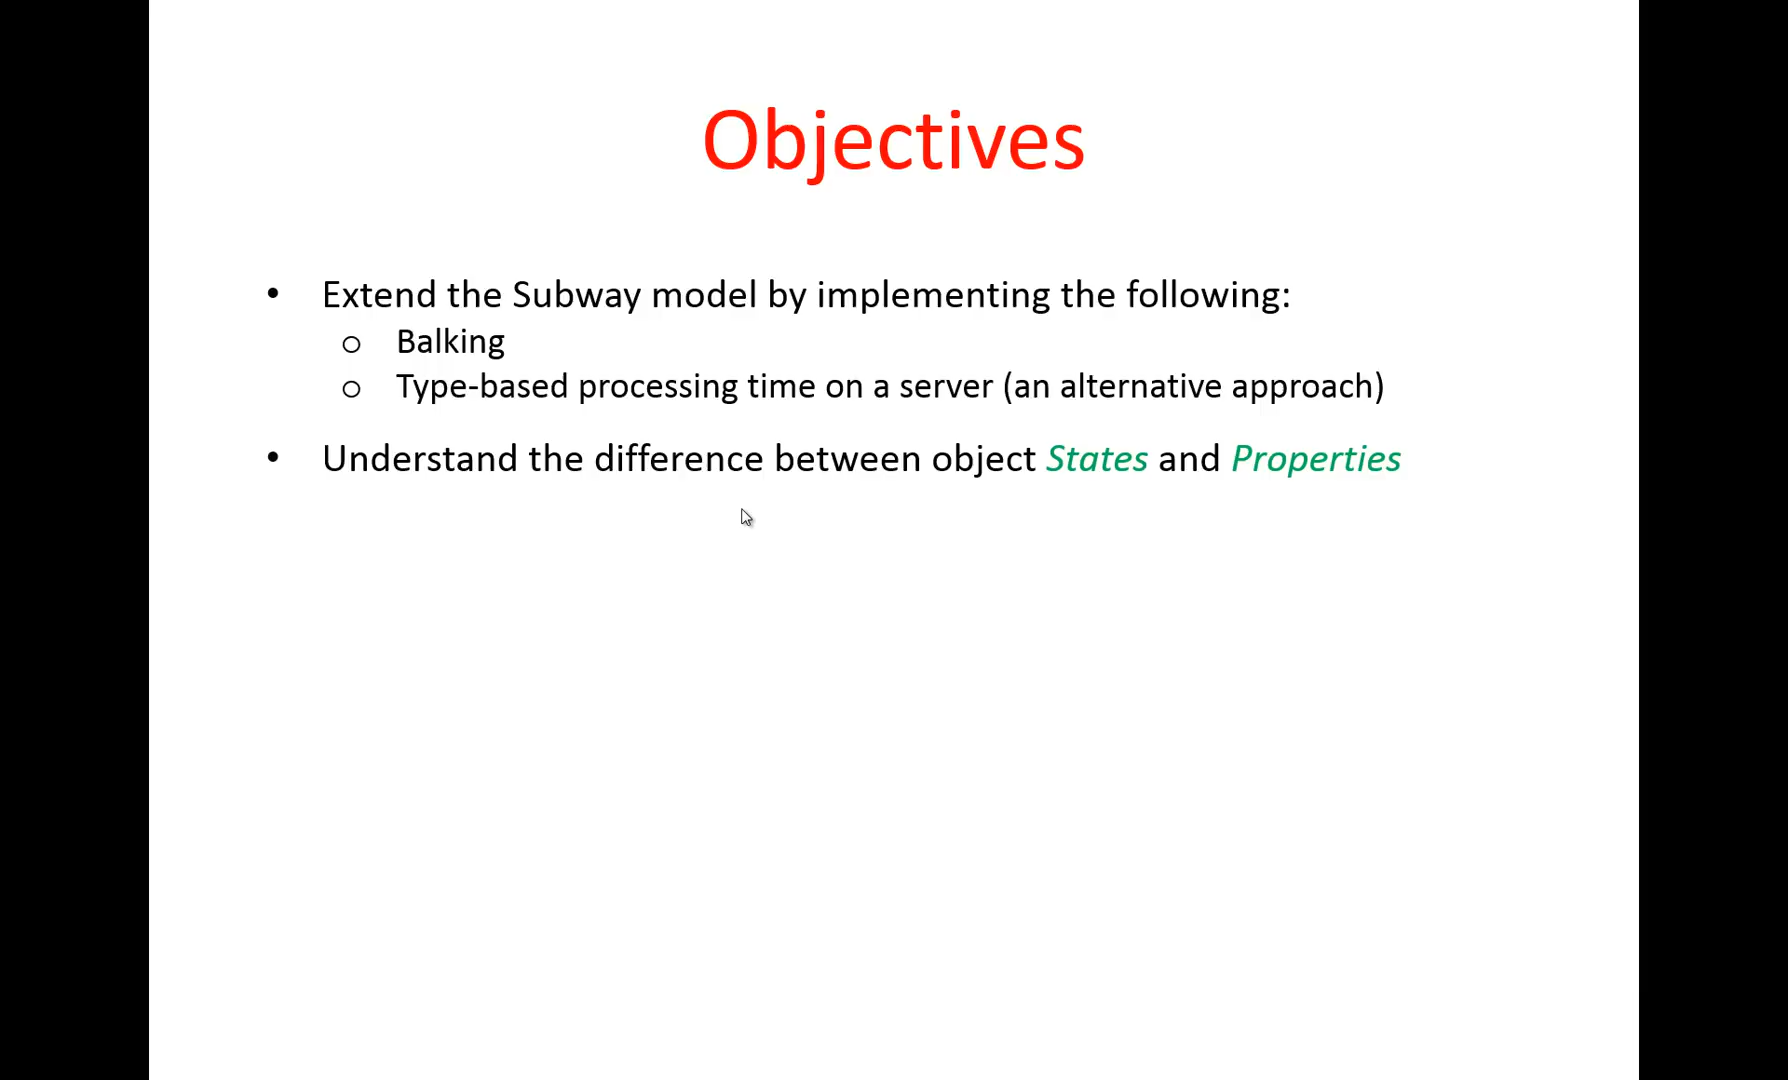 Objectives
• Extend the Subway model by implementing the following:
o Balking
o Type-based processing time on a server (an alternative approach)
• Understand the difference between object States and Properties